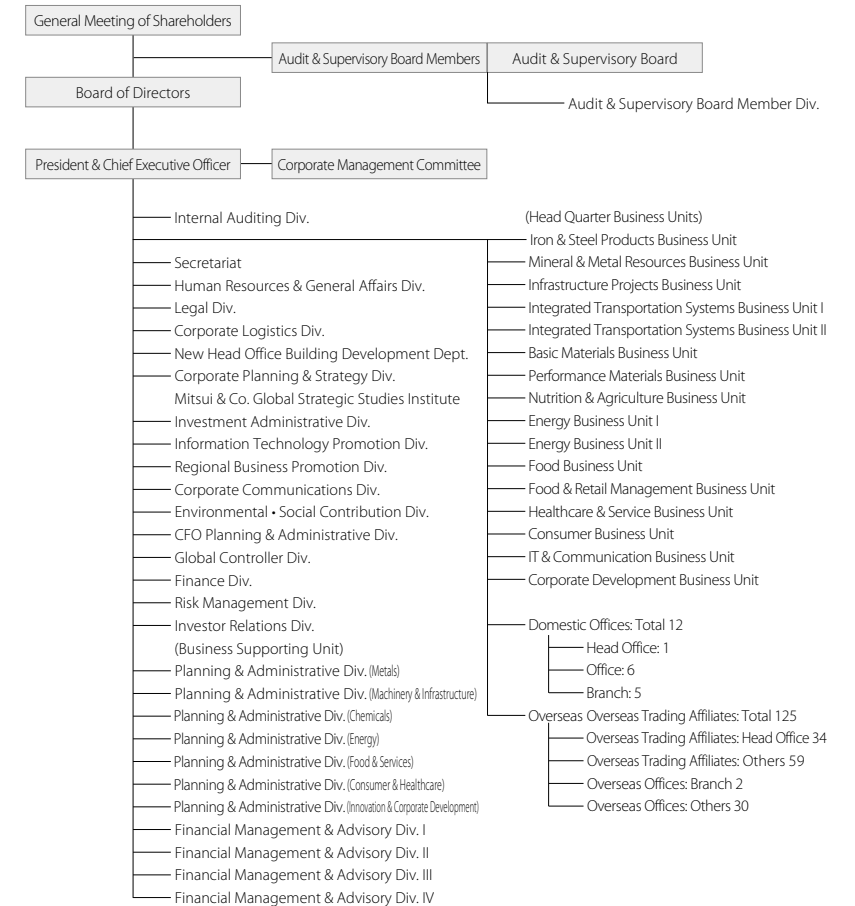 General Meeting of Shareholders
Audit & Supervisory Board Members
Audit & Supervisory Board
Board of Directors
Audit & Supervisory Board Member Div.
President & Chief Executive Officer
Corporate Management Committee
Internal Auditing Div.
Secretariat
Human Resources & General Affairs Div.
Legal Div.
Corporate Logistics Div.
New Head Office Building Development Dept.
Corporate Planning & Strategy Div.
Mitsui & Co. Global Strategic Studies Institute
Investment Administrative Div.
Information Technology Promotion Div.
Regional Business Promotion Div.
Corporate Communications Div.
Environmental • Social Contribution Div.
CFO Planning & Administrative Div.
Global Controller Div.
Finance Div.
Risk Management Div.
Investor Relations Div.
(Business Supporting Unit)
Planning & Administrative Div. (Metals)
Planning & Administrative Div. (Machinery & Infrastructure)
Planning & Administrative Div. (Chemicals)
Planning & Administrative Div. (Energy)
Planning & Administrative Div. (Food & Services)
Planning & Administrative Div. (Consumer & Healthcare)
Planning & Administrative Div. (Innovation & Corporate Development)
Financial Management & Advisory Div. I
Financial Management & Advisory Div. II
Financial Management & Advisory Div. III
Financial Management & Advisory Div. IV
(Head Quarter Business Units)
Iron & Steel Products Business Unit
Mineral & Metal Resources Business Unit
Infrastructure Projects Business Unit
Integrated Transportation Systems Business Unit I
Integrated Transportation Systems Business Unit II
Basic Materials Business Unit
Performance Materials Business Unit
Nutrition & Agriculture Business Unit
Energy Business Unit I
Energy Business Unit II
Food Business Unit
Food & Retail Management Business Unit
Healthcare & Service Business Unit
Consumer Business Unit
IT & Communication Business Unit
Corporate Development Business Unit
Domestic Offices: Total 12
Head Office: 1
Office: 6
Branch: 5
Overseas Overseas Trading Affiliates: Total 125
Overseas Trading Affiliates: Head Office 34
Overseas Trading Affiliates: Others 59
Overseas Offices: Branch 2
Overseas Offices: Others 30